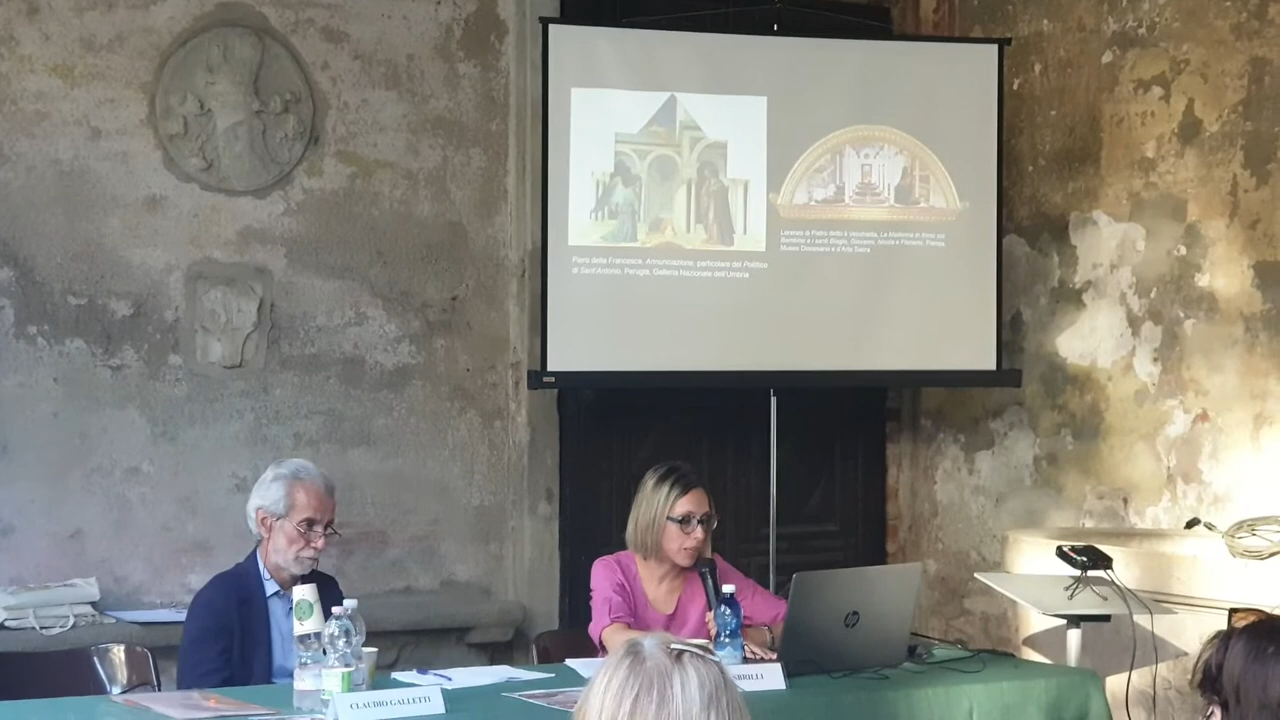 Piero della Francesca, Annunciazione, particolare del Polittico
di Sant'Antonio, Perugia, Galleria Nazionale dell'Umbria
Lorenzo di Pietro detto il Vecchietta, La Madonna in trono col
Bambino e i santi Biagio, Giovanni, Nicola e Floriano, Pienza,
Museo Diocesano e d'Arte Sacra
hp
CLAUDIO GALLETTI
SBRILLI